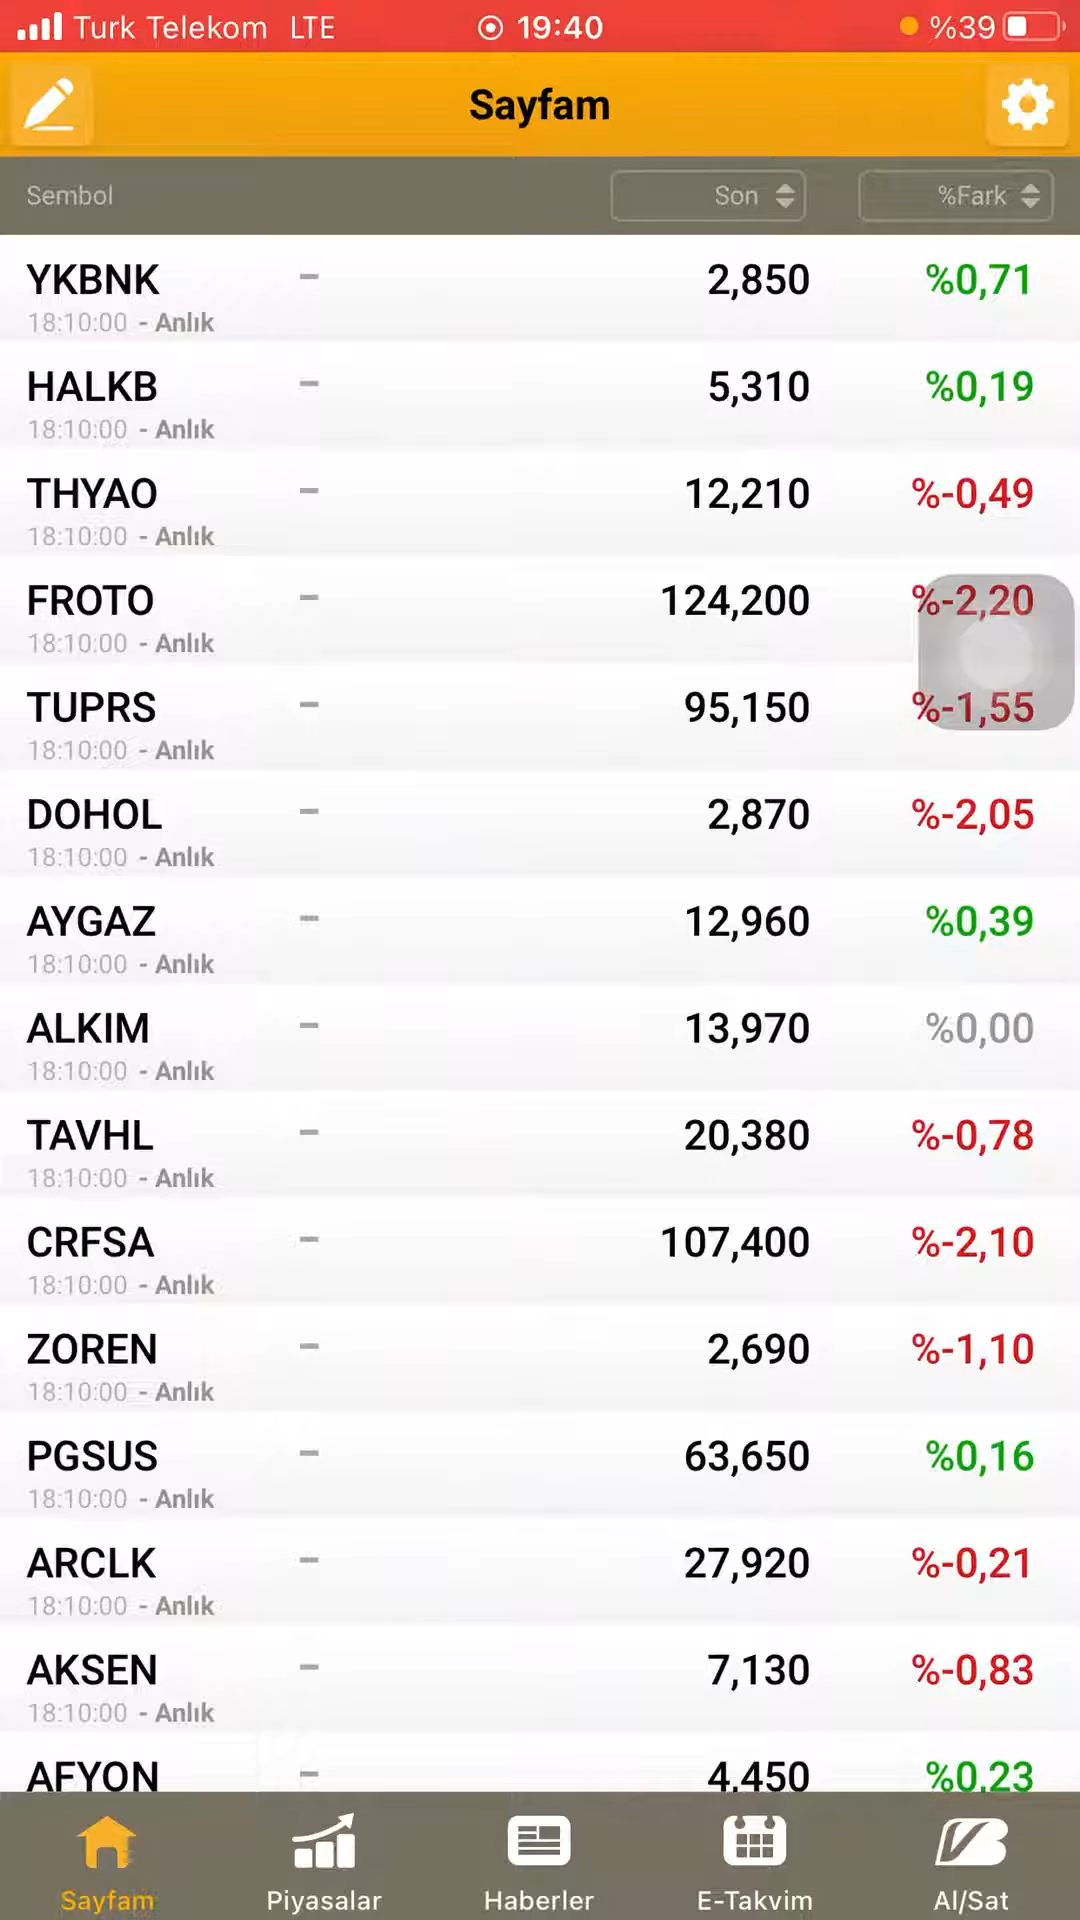 Turk Telekom LTE 19:40 %39
Sayfam
Sembol Son %Fark
YKBNK - 2,850 %0,71
18:10:00 - Anlık
HALKB - 5,310 %0,19
18:10:00 - Anlık
THYAO - 12,210 %-0,49
18:10:00 - Anlık
FROTO - 124,200 %-2,20
18:10:00 - Anlık
TUPRS - 95,150 %-1,55
18:10:00 - Anlık
DOHOL - 2,870 %-2,05
18:10:00 - Anlık
AYGAZ - 12,960 %0,39
18:10:00 - Anlık
ALKIM - 13,970 %0,00
18:10:00 - Anlık
TAVHL - 20,380 %-0,78
18:10:00 - Anlık
CRFSA - 107,400 %-2,10
18:10:00 - Anlık
ZOREN - 2,690 %-1,10
18:10:00 - Anlık
PGSUS - 63,650 %0,16
18:10:00 - Anlık
ARCLK - 27,920 %-0,21
18:10:00 - Anlık
AKSEN - 7,130 %-0,83
18:10:00 - Anlık
AFYON - 4,450 %0,23
Sayfam Piyasalar Haberler E-Takvim Al/Sat